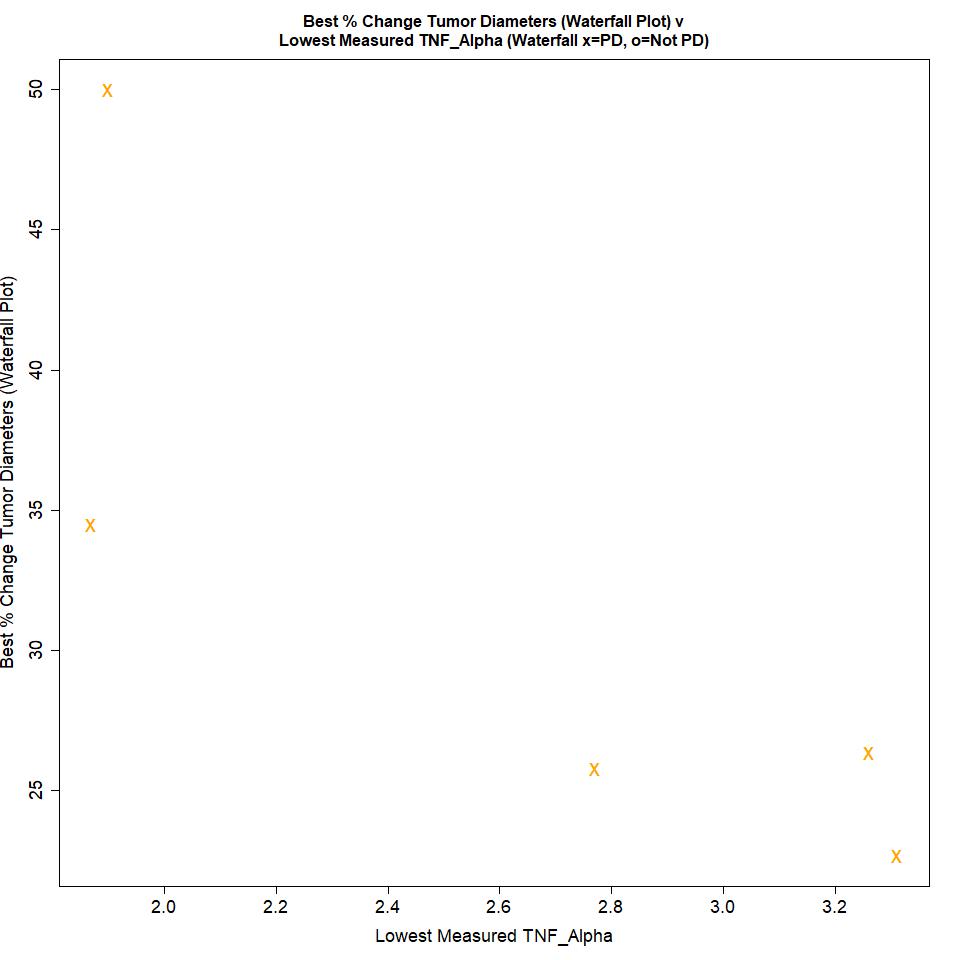 Best % Change Tumor Diameters (Waterfall Plot) v
Lowest Measured TNF_Alpha (Waterfall x=PD, o=Not PD)
Best % Change Tumor Diameters (Waterfall Plot)
50
45
40
35
30
25
X
X
X
X
X
2.0 2.2 2.4 2.6 2.8 3.0 3.2
Lowest Measured TNF_Alpha